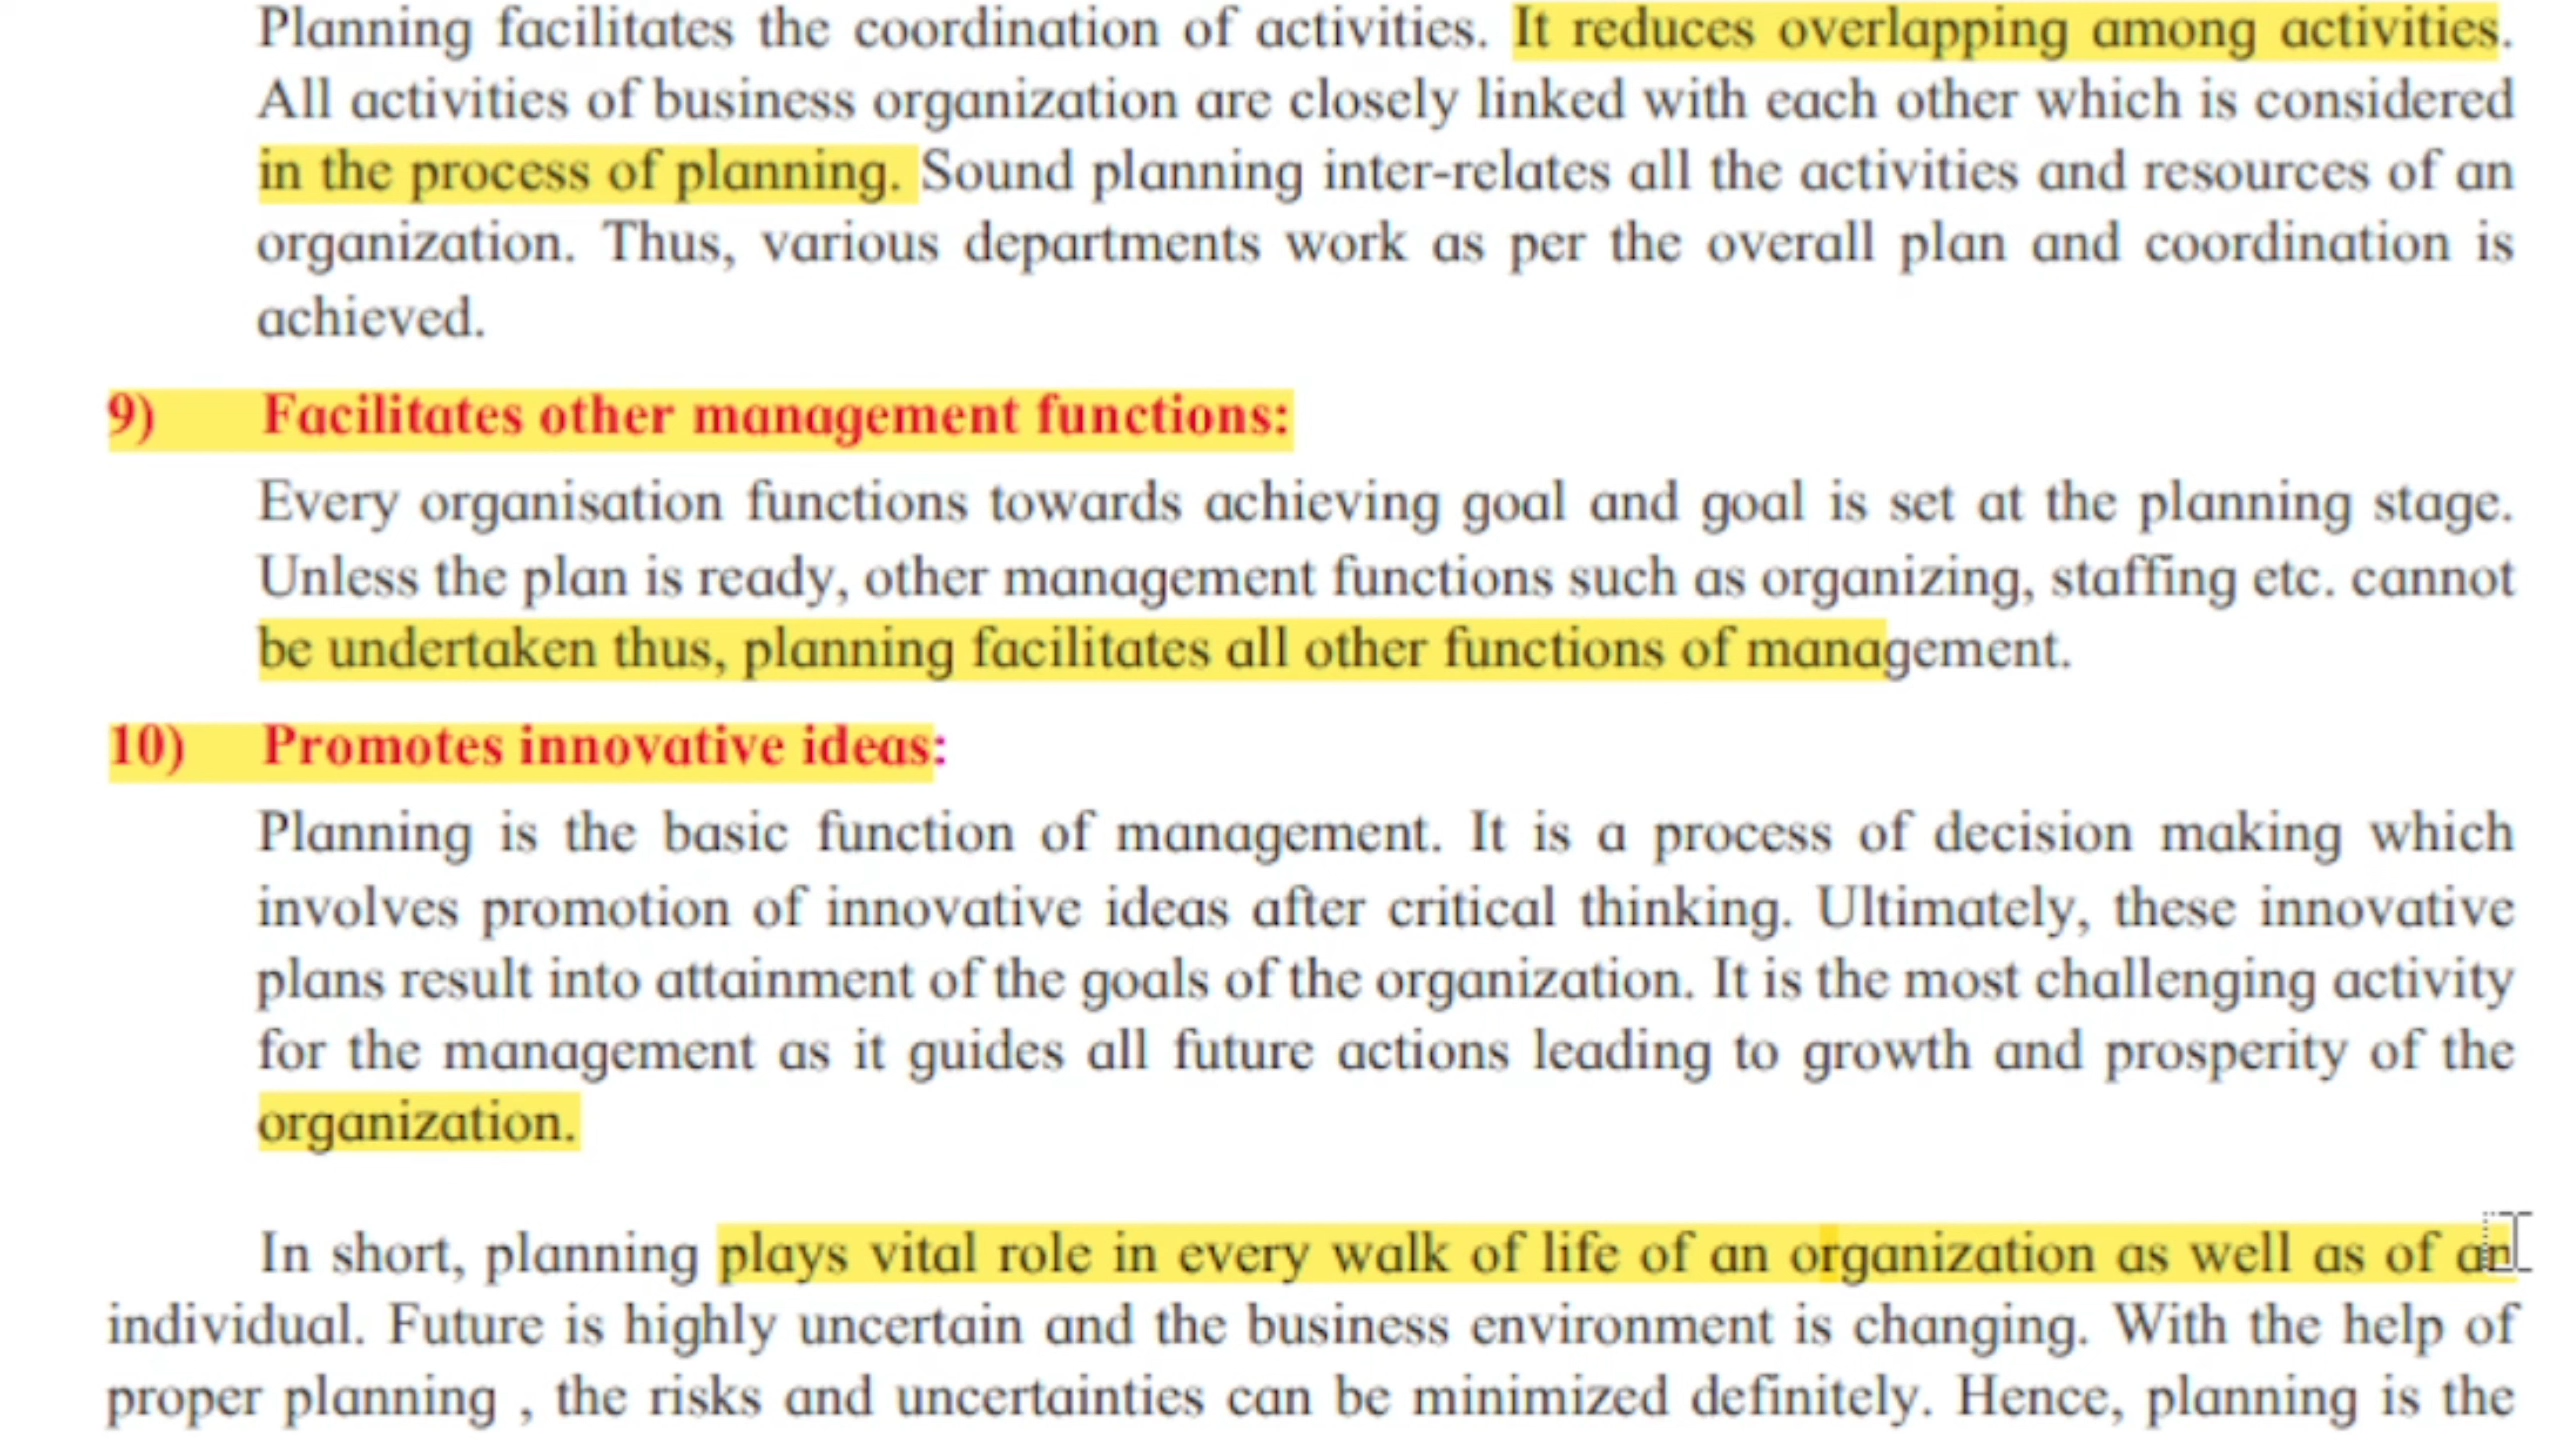 Planning facilitates the coordination of activities. It reduces overlapping among activities.
All activities of business organization are closely linked with each other which is considered
in the process of planning. Sound planning inter-relates all the activities and resources of an
organization. Thus, various departments work as per the overall plan and coordination is
achieved.
9) Facilitates other management functions:
Every organisation functions towards achieving goal and goal is set at the planning stage.
Unless the plan is ready, other management functions such as organizing, staffing etc. cannot
be undertaken thus, planning facilitates all other functions of management.
10) Promotes innovative ideas:
Planning is the basic function of management. It is a process of decision making which
involves promotion of innovative ideas after critical thinking. Ultimately, these innovative
plans result into attainment of the goals of the organization. It is the most challenging activity
for the management as it guides all future actions leading to growth and prosperity of the
organization.
In short, planning plays vital role in every walk of life of an organization as well as of an
individual. Future is highly uncertain and the business environment is changing. With the help of
proper planning , the risks and uncertainties can be minimized definitely. Hence, planning is the